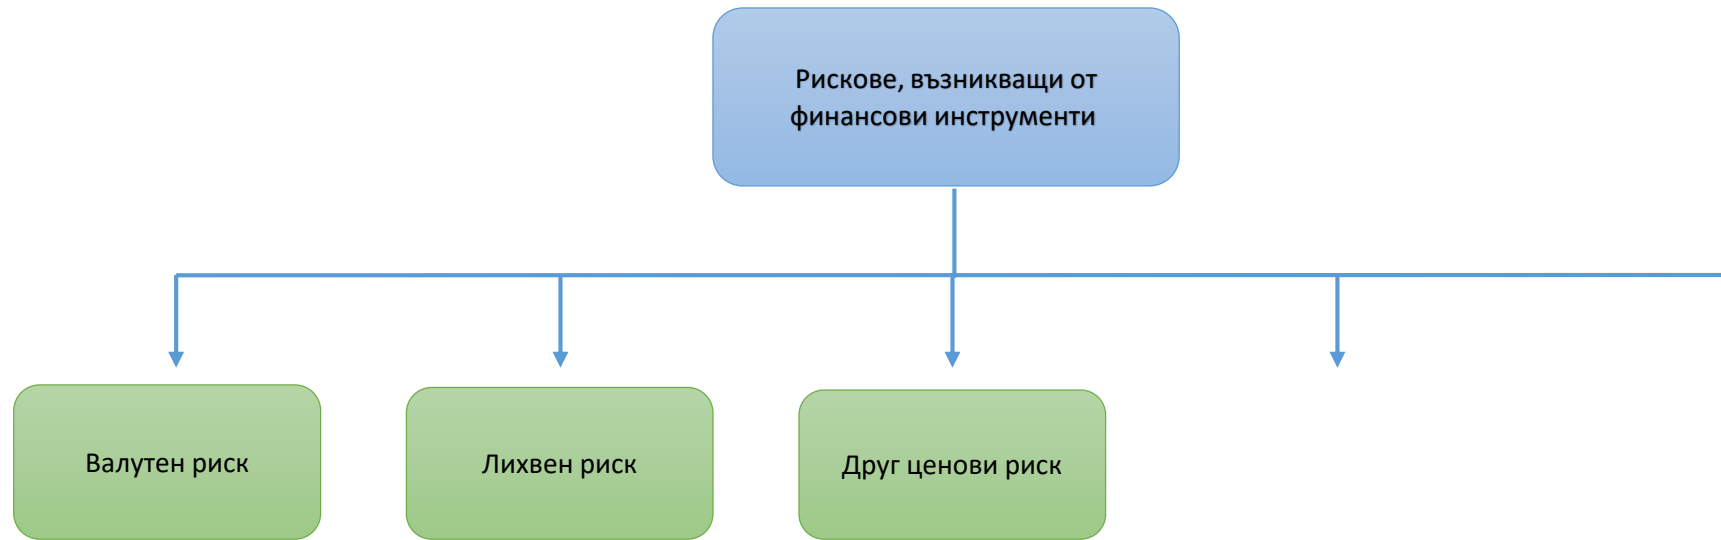 Рискове, възникващи от
финансови инструменти
Валутен риск
Лихвен риск
Друг ценови риск